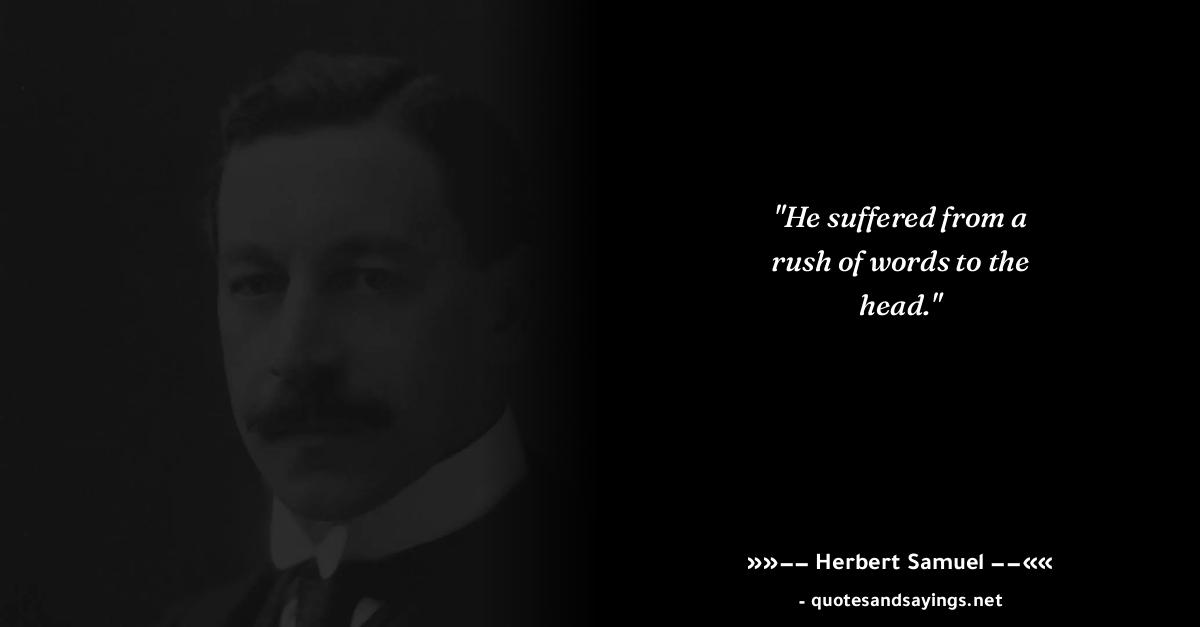 "He suffered from a
rush of words to the
head."
»»−− Herbert Samuel −−««
- quotesandsayings.net